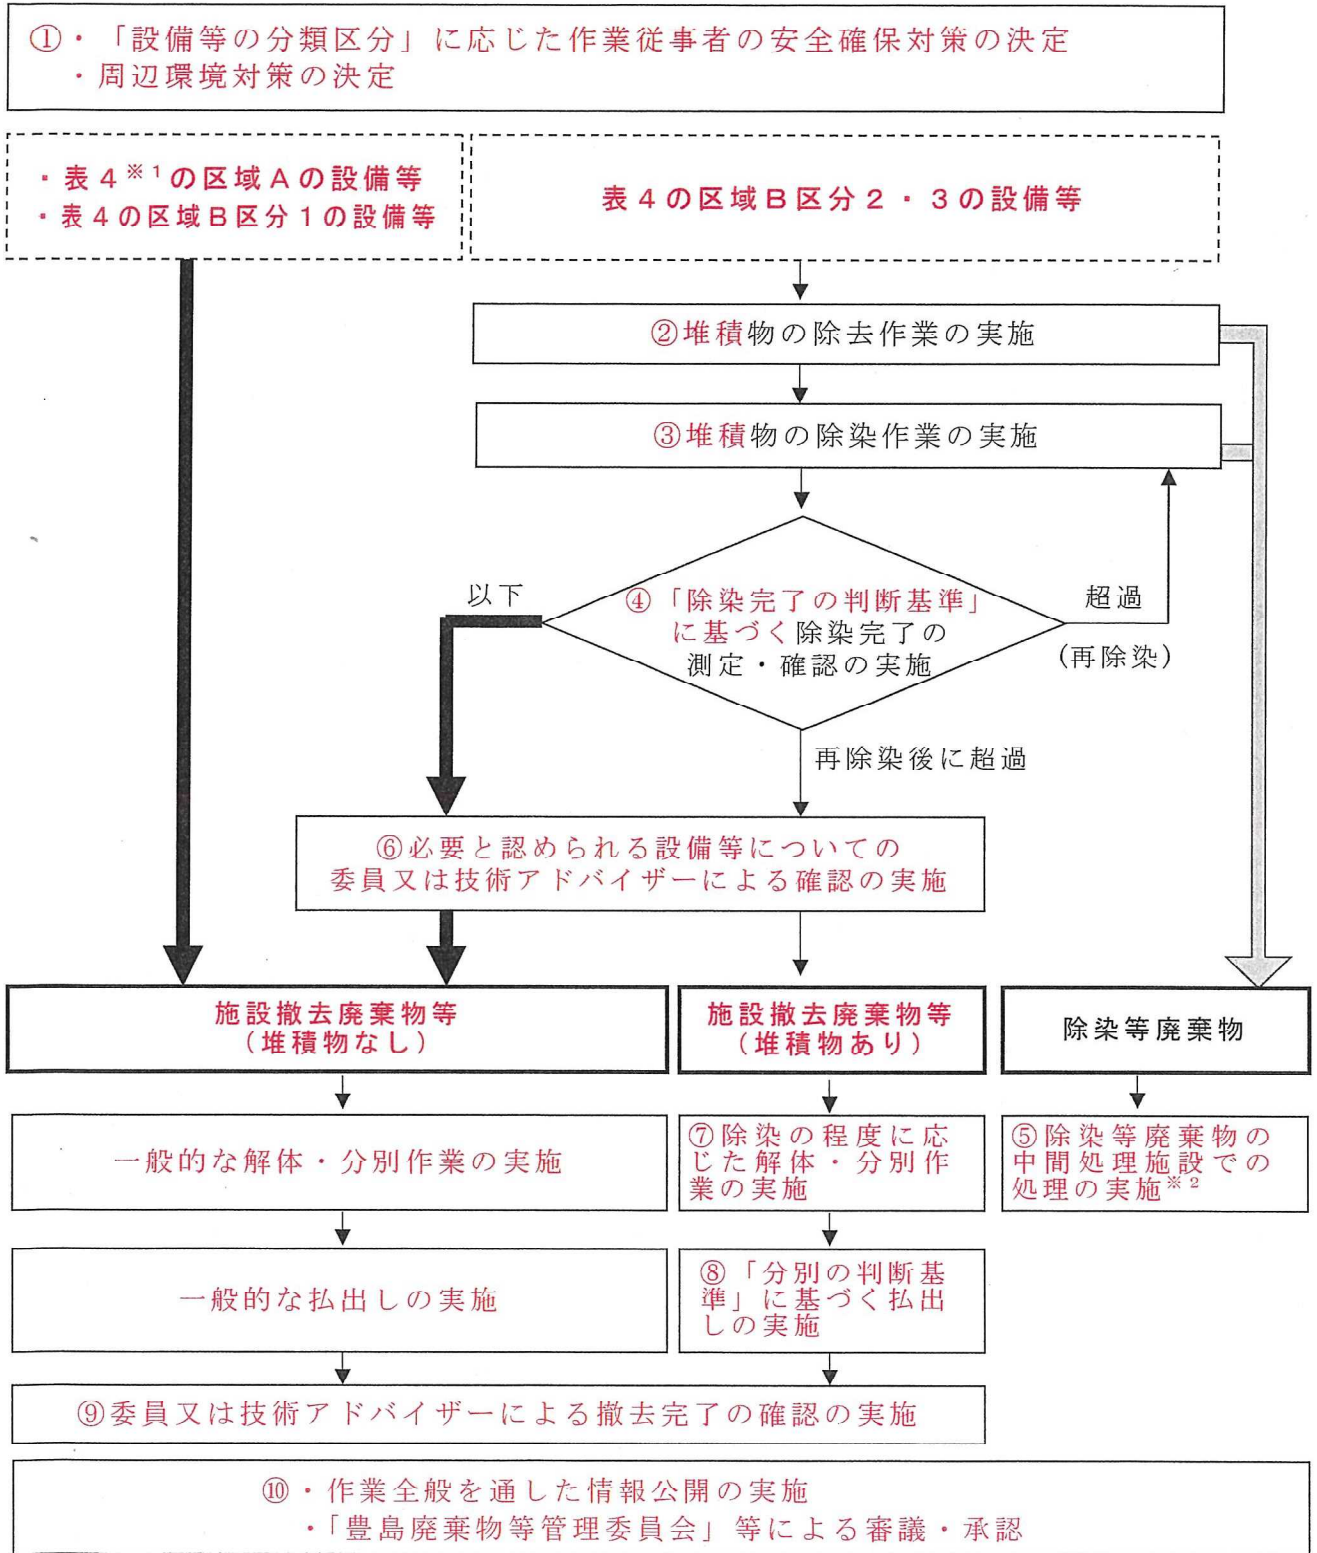 ①・「設備等の分類区分」に応じた作業従事者の安全確保対策の決定
・周辺環境対策の決定
・表4※1の区域Aの設備等
・表4の区域B区分1の設備等
表4の区域B区分2・3の設備等
②堆積物の除去作業の実施
③堆積物の除染作業の実施
以下
④「除染完了の判断基準」
に基づく除染完了の
測定・確認の実施
超過
(再除染)
再除染後に超過
⑥必要と認められる設備等についての
委員又は技術アドバイザーによる確認の実施
施設撤去廃棄物等
(堆積物なし)
施設撤去廃棄物等
(堆積物あり)
除染等廃棄物
一般的な解体・分別作業の実施
⑦除染の程度に応
じた解体・分別作
業の実施
⑤除染等廃棄物の
中間処理施設での
処理の実施※2
一般的な払出しの実施
⑧「分別の判断基
準」に基づく払出
しの実施
⑨委員又は技術アドバイザーによる撤去完了の確認の実施
⑩・作業全般を通した情報公開の実施
・「豊島廃棄物等管理委員会」等による審議・承認